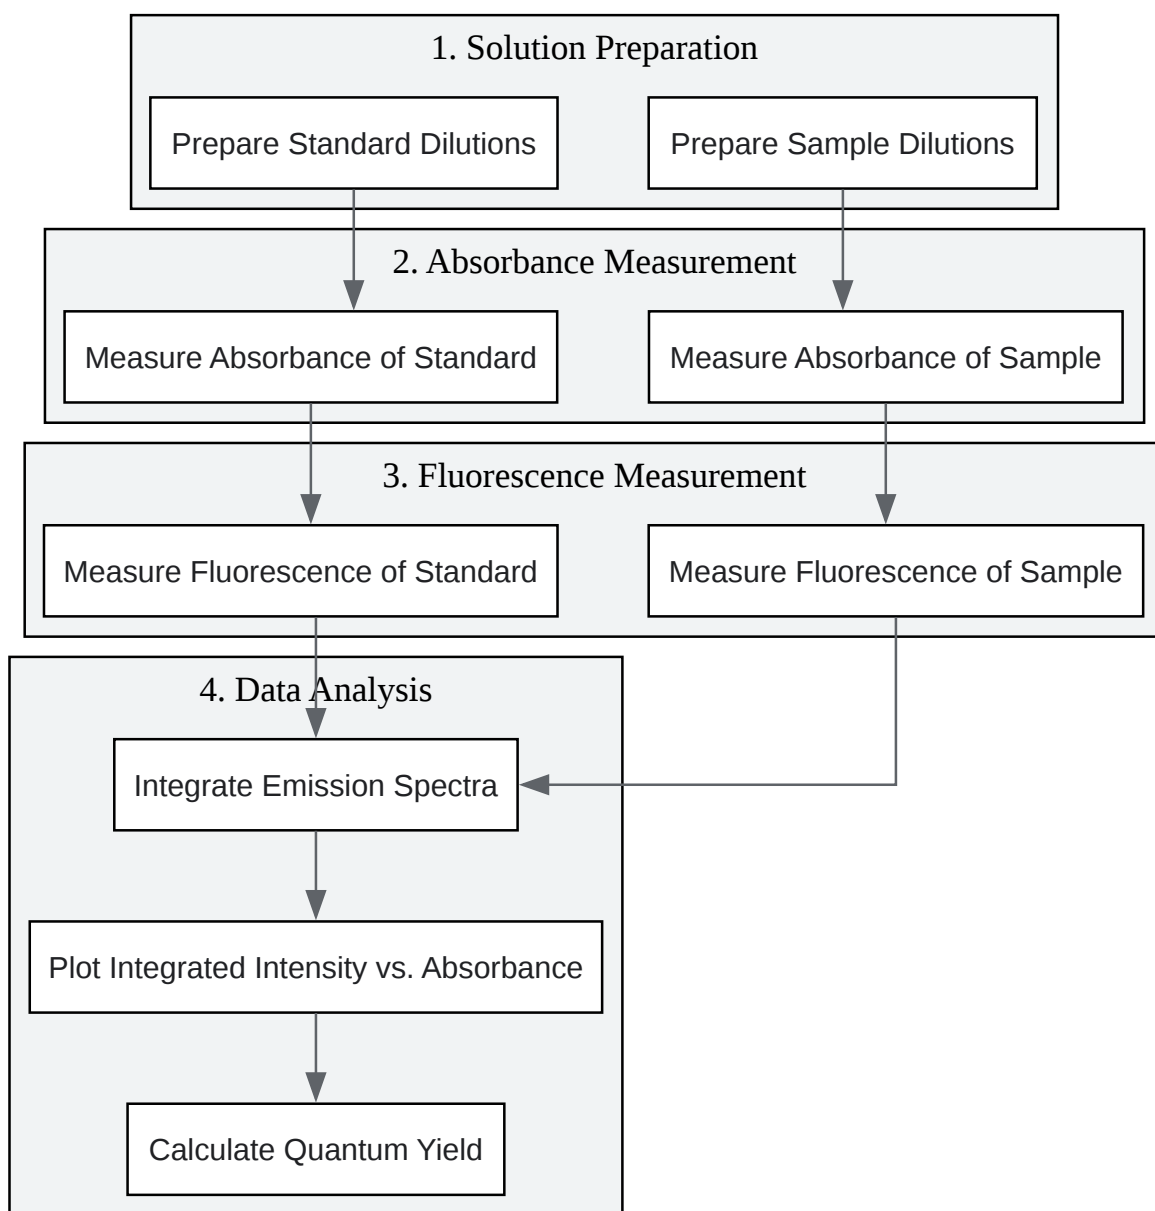 1. Solution Preparation
Prepare Standard Dilutions
Prepare Sample Dilutions
2. Absorbance Measurement
Measure Absorbance of Standard
Measure Absorbance of Sample
3. Fluorescence Measurement
Measure Fluorescence of Standard
Measure Fluorescence of Sample
4. Data Analysis
Integrate Emission Spectra
Plot Integrated Intensity vs. Absorbance
Calculate Quantum Yield